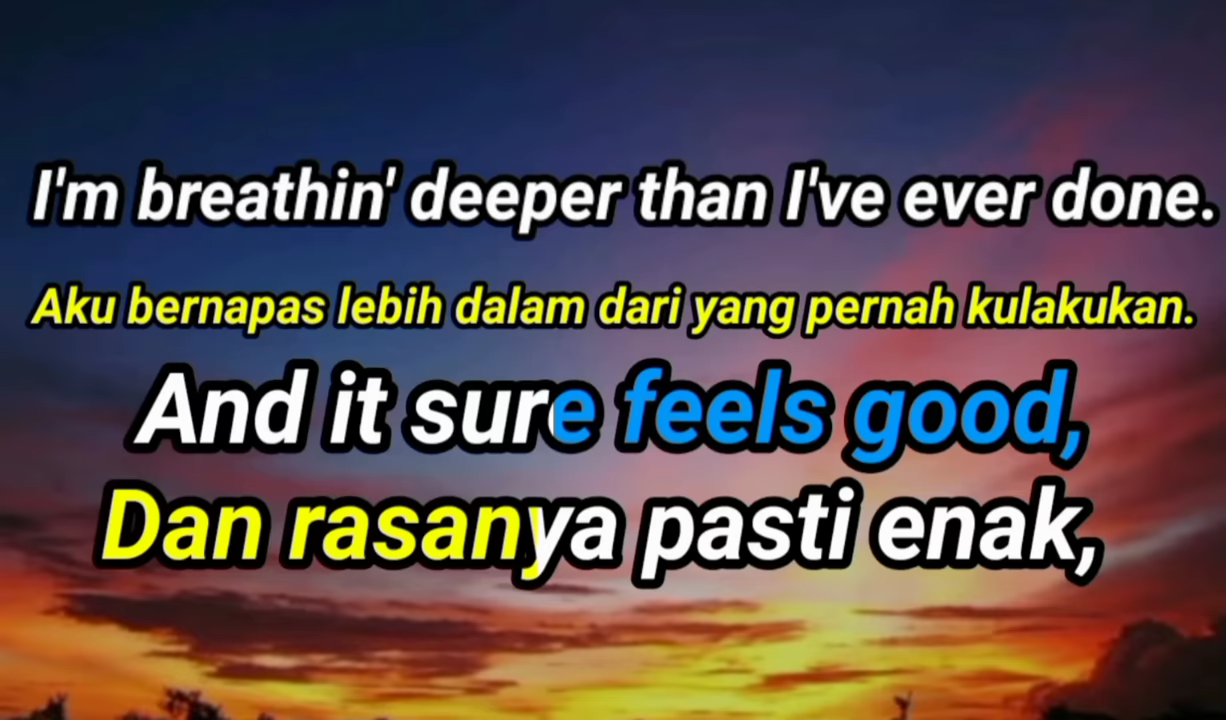 I'm breathin' deeper than I've ever done.
Aku bernapas lebih dalam dari yang pernah kulakukan.
And it sure feels good,
Dan rasanya pasti enak,